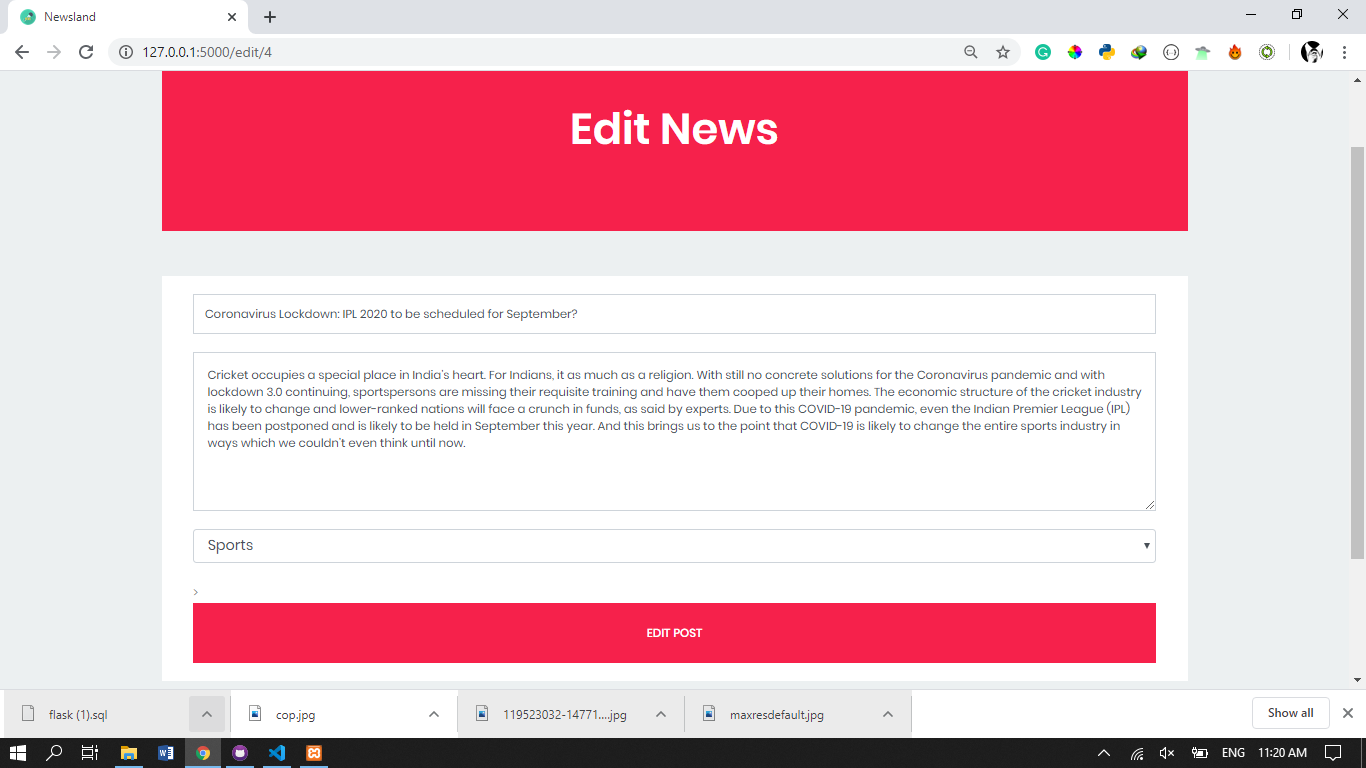 Newsland
127.0.0.1:5000/edit/4
Edit News
Coronavirus Lockdown: IPL 2020 to be scheduled for September?
Cricket occupies a special place in India's heart. For Indians, it as much as a religion. With still no concrete solutions for the Coronavirus pandemic and with
lockdown 3.0 continuing, sportspersons are missing their requisite training and have them cooped up their homes. The economic structure of the cricket industry
is likely to change and lower-ranked nations will face a crunch in funds, as said by experts. Due to this COVID-19 pandemic, even the Indian Premier League (IPL)
has been postponed and is likely to be held in September this year. And this brings us to the point that COVID-19 is likely to change the entire sports industry in
ways which we couldn't even think until now.
Sports
>
EDIT POST
flask (1).sql
cop.jpg
119523032-14771....jpg
maxresdefault.jpg
Show all
ENG
11:20 AM